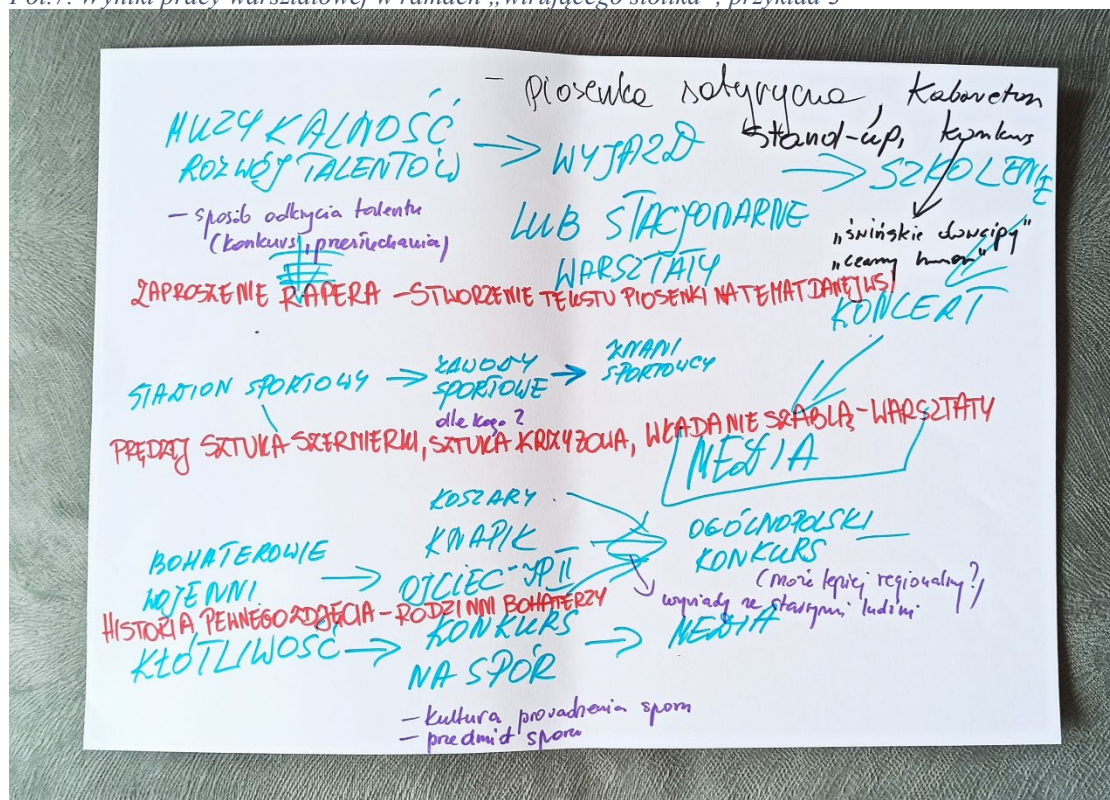 Fot.7. Wyniki pracy warsztatowej w ramach „wirującego stolika”, przykład 3
- piosenka satyryczna, Kabareton
stand-up, konkurs
"świńskie dowcipy"
"czarny humor"
MUZYKALNOŚĆ
ROZWÓJ TALENTÓW
→ WYJAZD
LUB STACJONARNE
WARSZTATY
→ SZKOLENIE
- sposób odkrycia talentu
(konkurs, przesłuchania)
ZAPROSZENIE RAPERA - STWORZENIE TEKSTU PIOSENKI NA TEMAT DANEJ WSI
KONCERT
STADION SPORTOWY → ZAWODY
SPORTOWE → ZNANI
SPORTOWCY
dla kogo?
PRĘDZEJ SZTUKA SZERMIERKI, SZTUKA KRZYŻOWA, WŁADANIE SZABLĄ - WARSZTATY
MEDIA
BOHATEROWIE
WOJENNI →
KOSZARY
KNAPIK
OJCIEC JP II
OGÓLNOPOLSKI
KONKURS
(może lepiej regionalny?)
wywiady ze starszymi ludźmi
HISTORIA PEWNEGO ZDJĘCIA - RODZINNI BOHATERZY
KŁÓTLIWOŚĆ → KONKURS
NA SPÓR → MEDIA
- kultura prowadzenia sporu
- przedmiot sporu